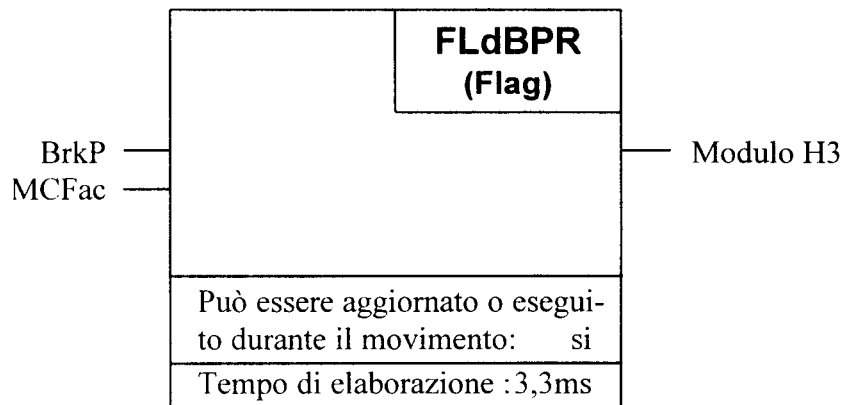 FLdBPR
(Flag)
BrkP
Modulo H3
MCFac
Può essere aggiornato o esegui-
to durante il movimento: si
Tempo di elaborazione :3,3ms